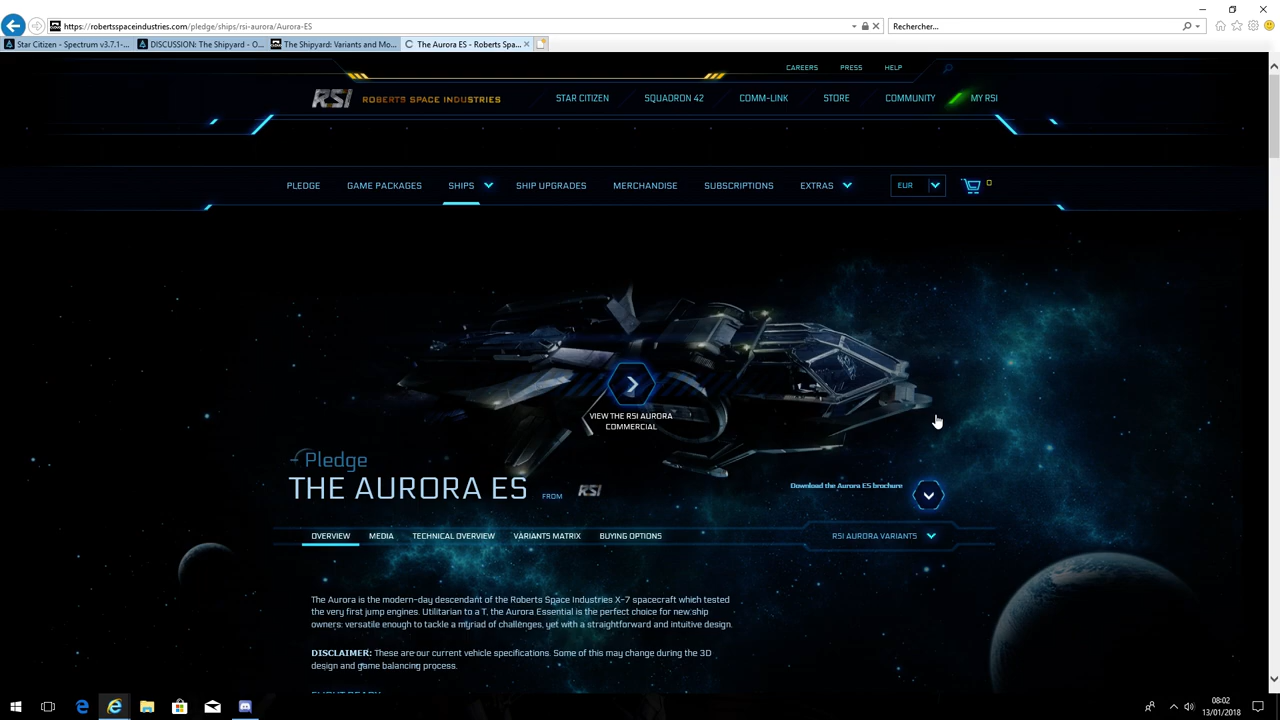 https://robertsspaceindustries.com/pledge/ships/rsi-aurora/Aurora-ES
Rechercher...
Star Citizen - Spectrum v3.7.1-...
DISCUSSION: The Shipyard - O...
The Shipyard: Variants and Mo...
The Aurora ES - Roberts Spa...
CAREERS PRESS HELP
RSI ROBERTS SPACE INDUSTRIES
STAR CITIZEN SQUADRON 42 COMM-LINK STORE COMMUNITY MY RSI
PLEDGE GAME PACKAGES SHIPS SHIP UPGRADES MERCHANDISE SUBSCRIPTIONS EXTRAS EUR 0
VIEW THE RSI AURORA
COMMERCIAL
Pledge
THE AURORA ES FROM RSI
Download the Aurora ES brochure
OVERVIEW MEDIA TECHNICAL OVERVIEW VARIANTS MATRIX BUYING OPTIONS RSI AURORA VARIANTS
The Aurora is the modern-day descendant of the Roberts Space Industries X-7 spacecraft which tested
the very first jump engines. Utilitarian to a T, the Aurora Essential is the perfect choice for new ship
owners: versatile enough to tackle a myriad of challenges, yet with a straightforward and intuitive design.
DISCLAIMER: These are our current vehicle specifications. Some of this may change during the 3D
design and game balancing process.
FLIGHT READY
08:02
13/01/2018